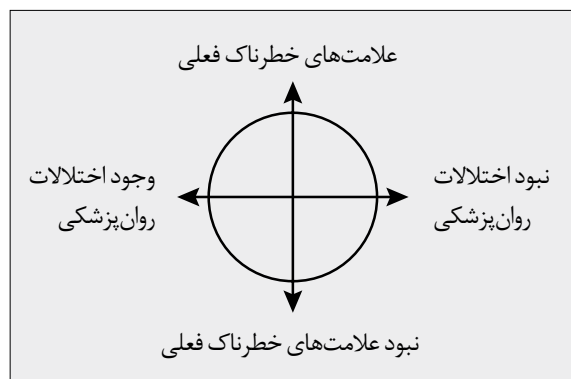 علامت‌های خطرناک فعلی
نبود اختلالات
روان‌پزشکی
وجود اختلالات
روان‌پزشکی
نبود علامت‌های خطرناک فعلی